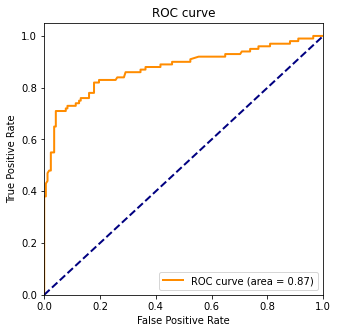 ROC curve
1.0
0.8
0.6
0.4
0.2
0.0
True Positive Rate
ROC curve (area = 0.87)
0.0 0.2 0.4 0.6 0.8 1.0
False Positive Rate